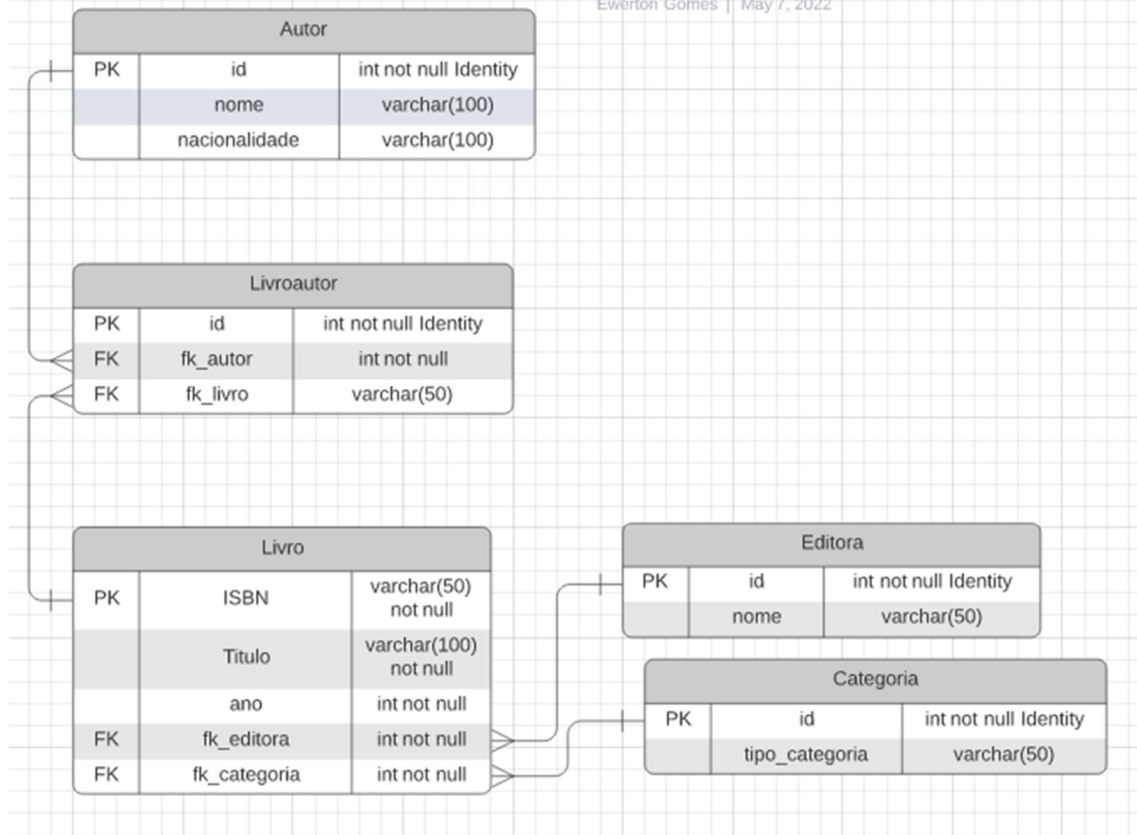 Ewerton Gomes | May 7, 2022
Autor
PK id int not null Identity
nome varchar(100)
nacionalidade varchar(100)
Livroautor
PK id int not null Identity
FK fk_autor int not null
FK fk_livro varchar(50)
Livro
PK ISBN varchar(50)
not null
Titulo varchar(100)
not null
ano int not null
FK fk_editora int not null
FK fk_categoria int not null
Editora
PK id int not null Identity
nome varchar(50)
Categoria
PK id int not null Identity
tipo_categoria varchar(50)